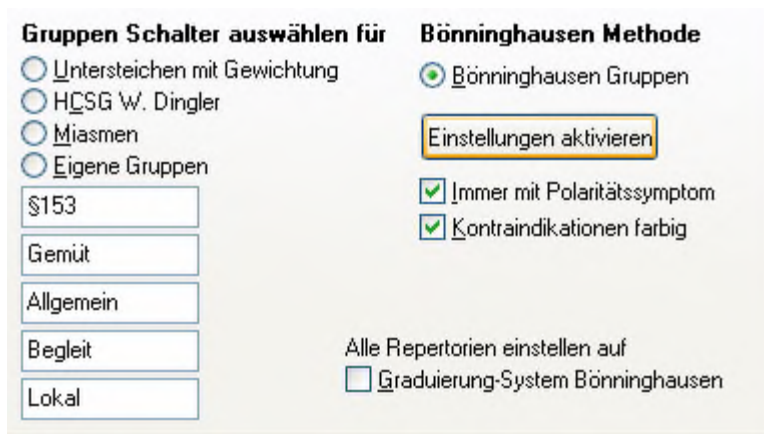 Gruppen Schalter auswählen für
Untersteichen mit Gewichtung
HCSG W. Dingler
Miasmen
Eigene Gruppen
§153
Gemüt
Allgemein
Begleit
Lokal
Bönninghausen Methode
Bönninghausen Gruppen
Einstellungen aktivieren
Immer mit Polaritätssymptom
Kontraindikationen farbig
Alle Repertorien einstellen auf
Graduierung-System Bönninghausen